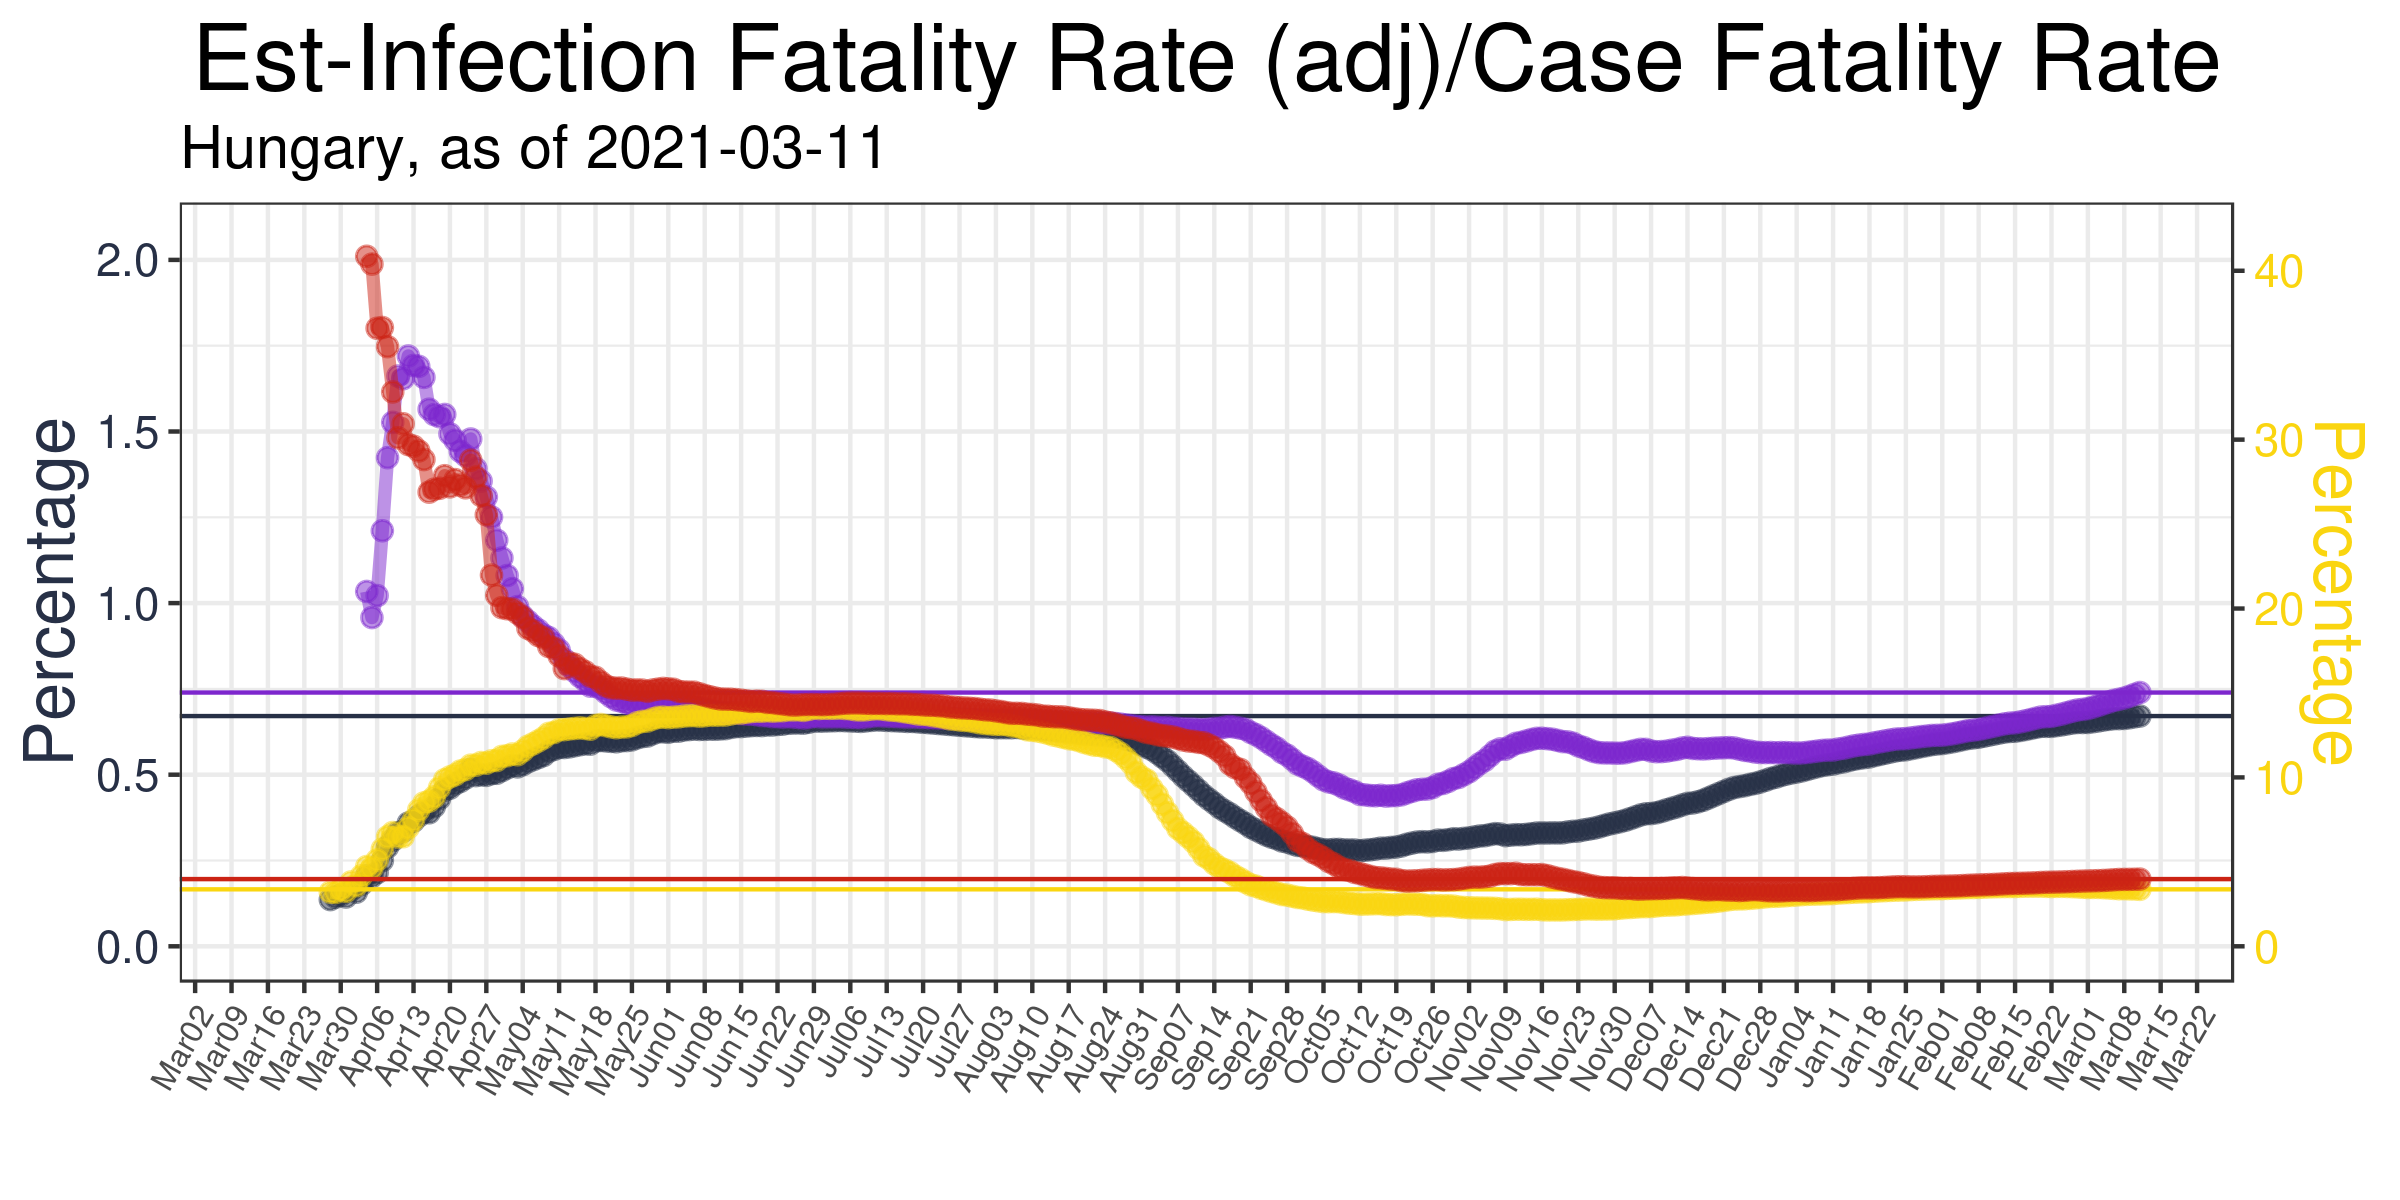 Est-Infection Fatality Rate (adj)/Case Fatality Rate
Hungary, as of 2021-03-11
Percentage
2.0
1.5
1.0
0.5
0.0
40
30
20
10
0
Percentage
Mar02 Mar09 Mar16 Mar23 Mar30 Apr06 Apr13 Apr20 Apr27 May04 May11 May18 May25 Jun01 Jun08 Jun15 Jun22 Jun29 Jul06 Jul13 Jul20 Jul27 Aug03 Aug10 Aug17 Aug24 Aug31 Sep07 Sep14 Sep21 Sep28 Oct05 Oct12 Oct19 Oct26 Nov02 Nov09 Nov16 Nov23 Nov30 Dec07 Dec14 Dec21 Dec28 Jan04 Jan11 Jan18 Jan25 Feb01 Feb08 Feb15 Feb22 Mar01 Mar08 Mar15 Mar22